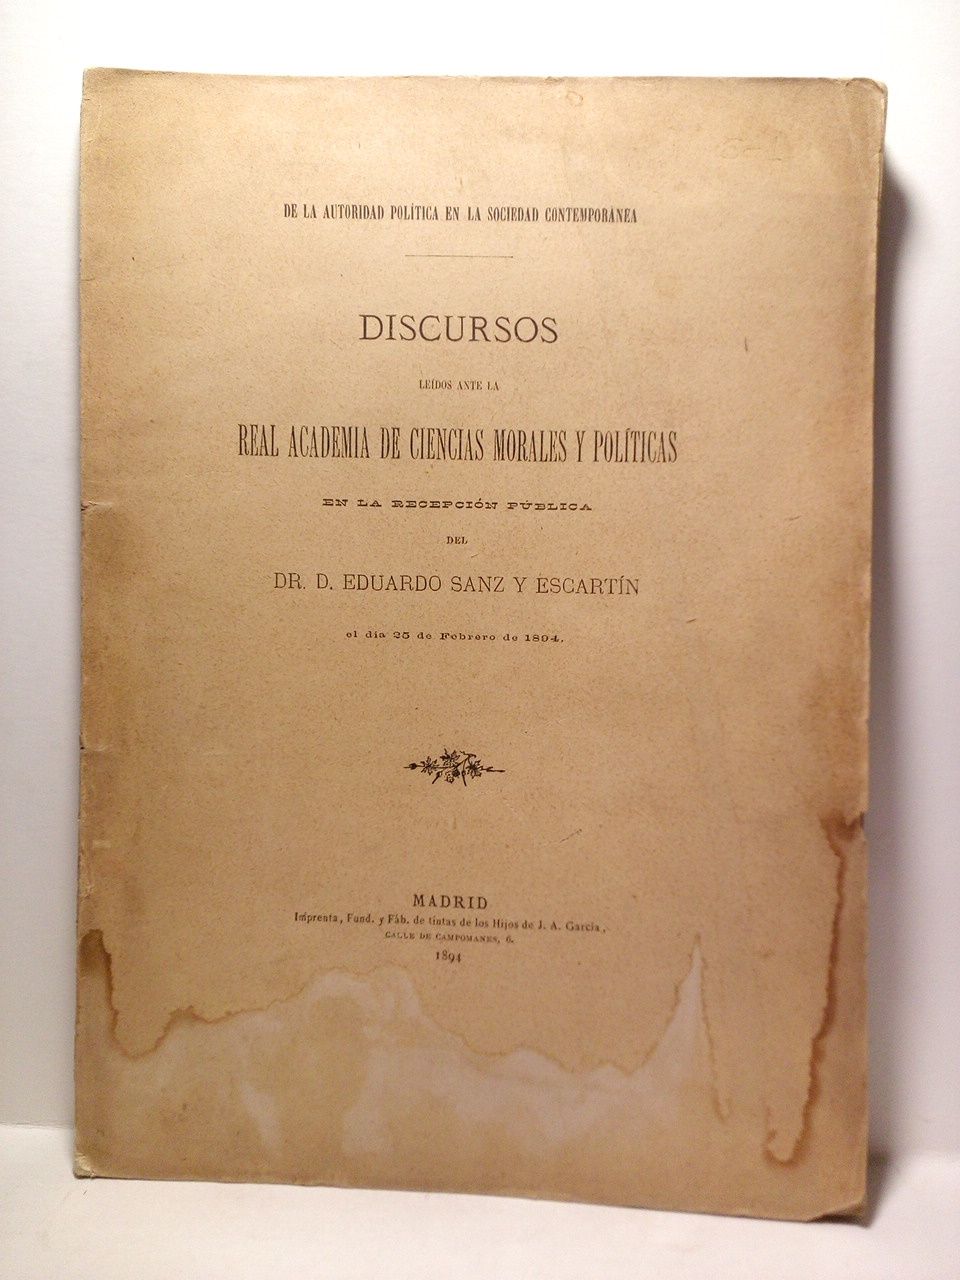 DE LA AUTORIDAD POLÍTICA EN LA SOCIEDAD CONTEMPORÁNEA
DISCURSOS
LEÍDOS ANTE LA
REAL ACADEMIA DE CIENCIAS MORALES Y POLÍTICAS
EN LA RECEPCIÓN PÚBLICA
DEL
DR. D. EDUARDO SANZ Y ESCARTÍN
el día 25 de Febrero de 1894.
MADRID
Imprenta, Fund. y Fáb. de tintas de los Hijos de J. A. García,
CALLE DE CAMPOMANES, 6.
1894